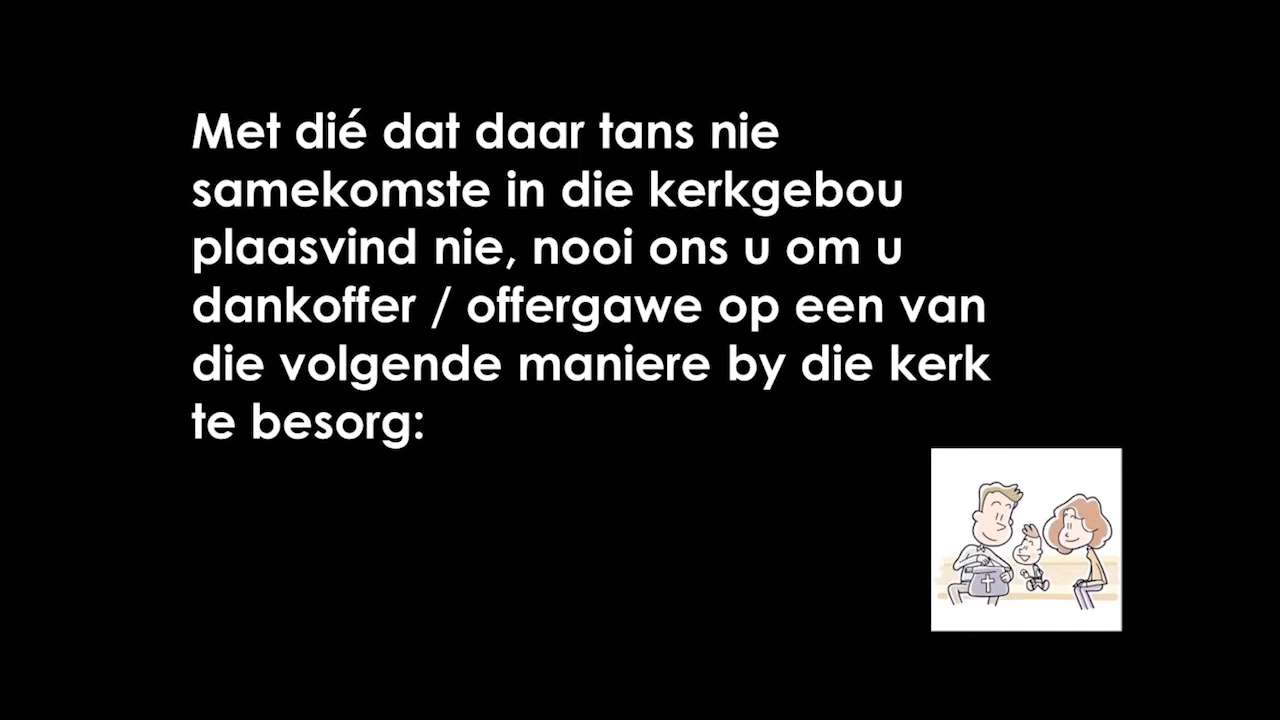 Met dié dat daar tans nie
samekomste in die kerkgebou
plaasvind nie, nooi ons u om u
dankoffer / offergawe op een van
die volgende maniere by die kerk
te besorg: